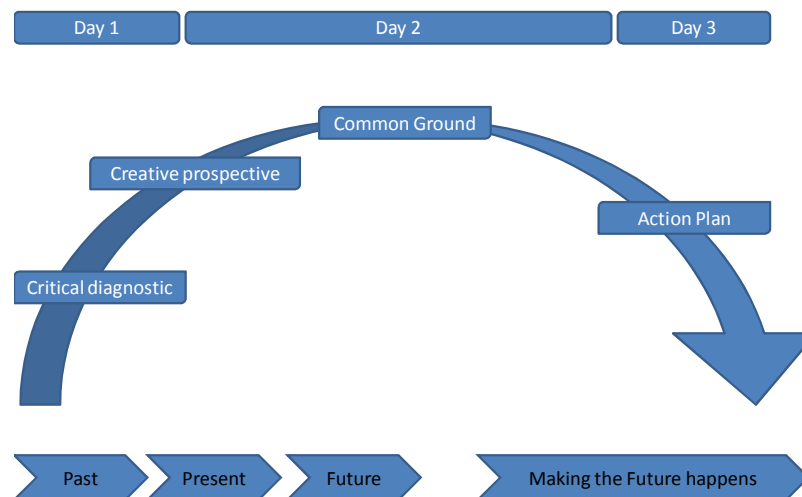 Day 1
Day 2
Day 3
Common Ground
Creative prospective
Action Plan
Critical diagnostic
Past
Present
Future
Making the Future happens